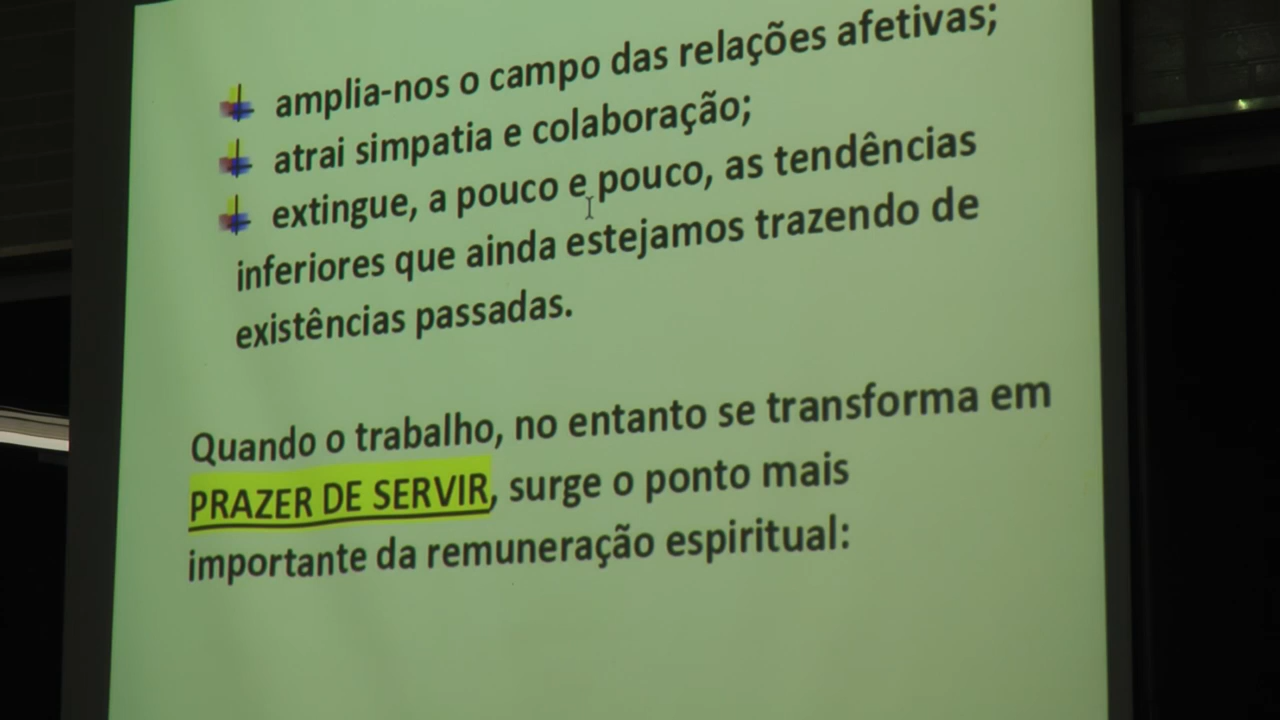 amplia-nos o campo das relações afetivas;
atrai simpatia e colaboração;
extingue, a pouco e pouco, as tendências
inferiores que ainda estejamos trazendo de
existências passadas.
Quando o trabalho, no entanto se transforma em
PRAZER DE SERVIR, surge o ponto mais
importante da remuneração espiritual: